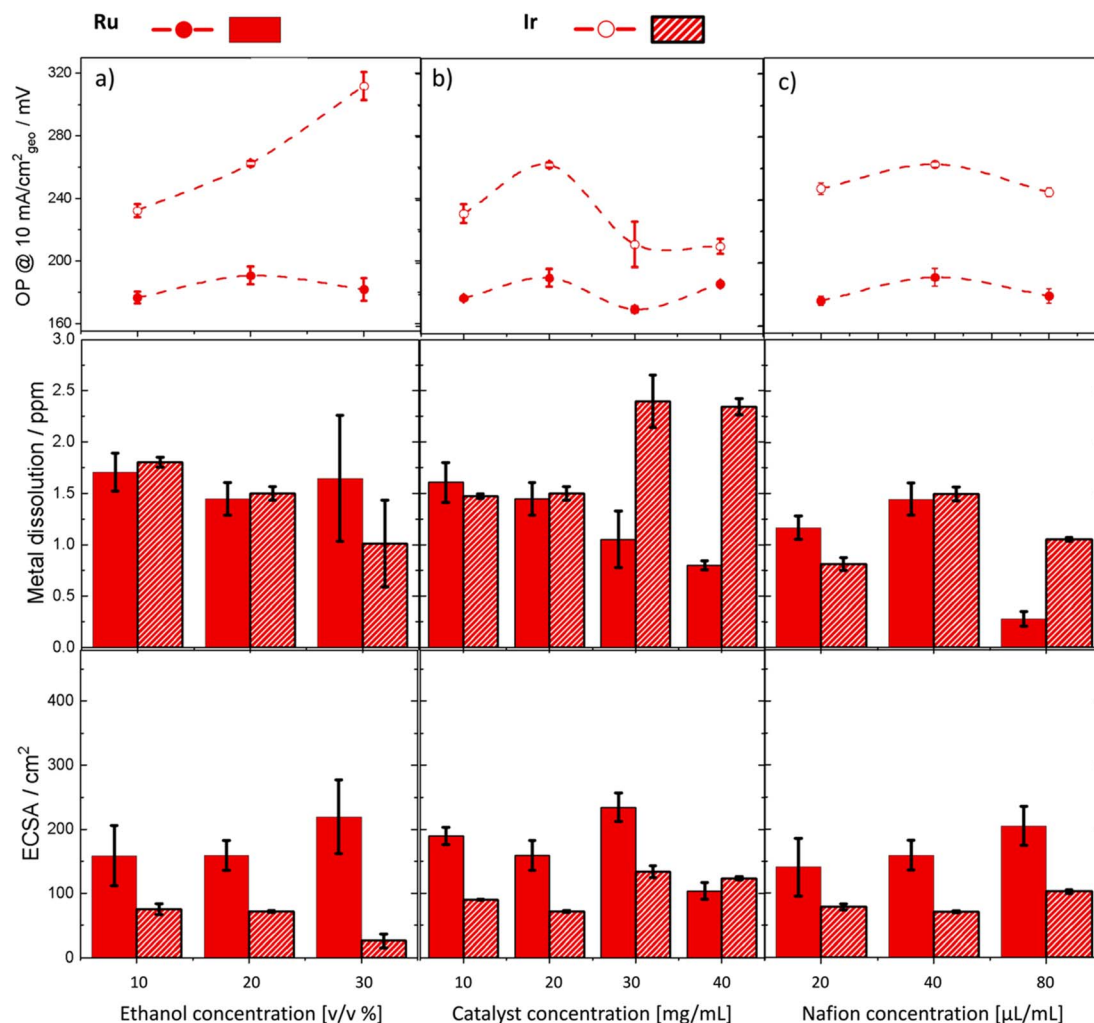 Ru
Ir
a)
b)
c)
OP @ 10 mA/cm²geo / mV
320
280
240
200
160
Metal dissolution / ppm
3.0
2.5
2.0
1.5
1.0
0.5
0.0
ECSA / cm²
400
300
200
100
0
10 20 30
10 20 30 40
20 40 80
Ethanol concentration [v/v %]
Catalyst concentration [mg/mL]
Nafion concentration [µL/mL]